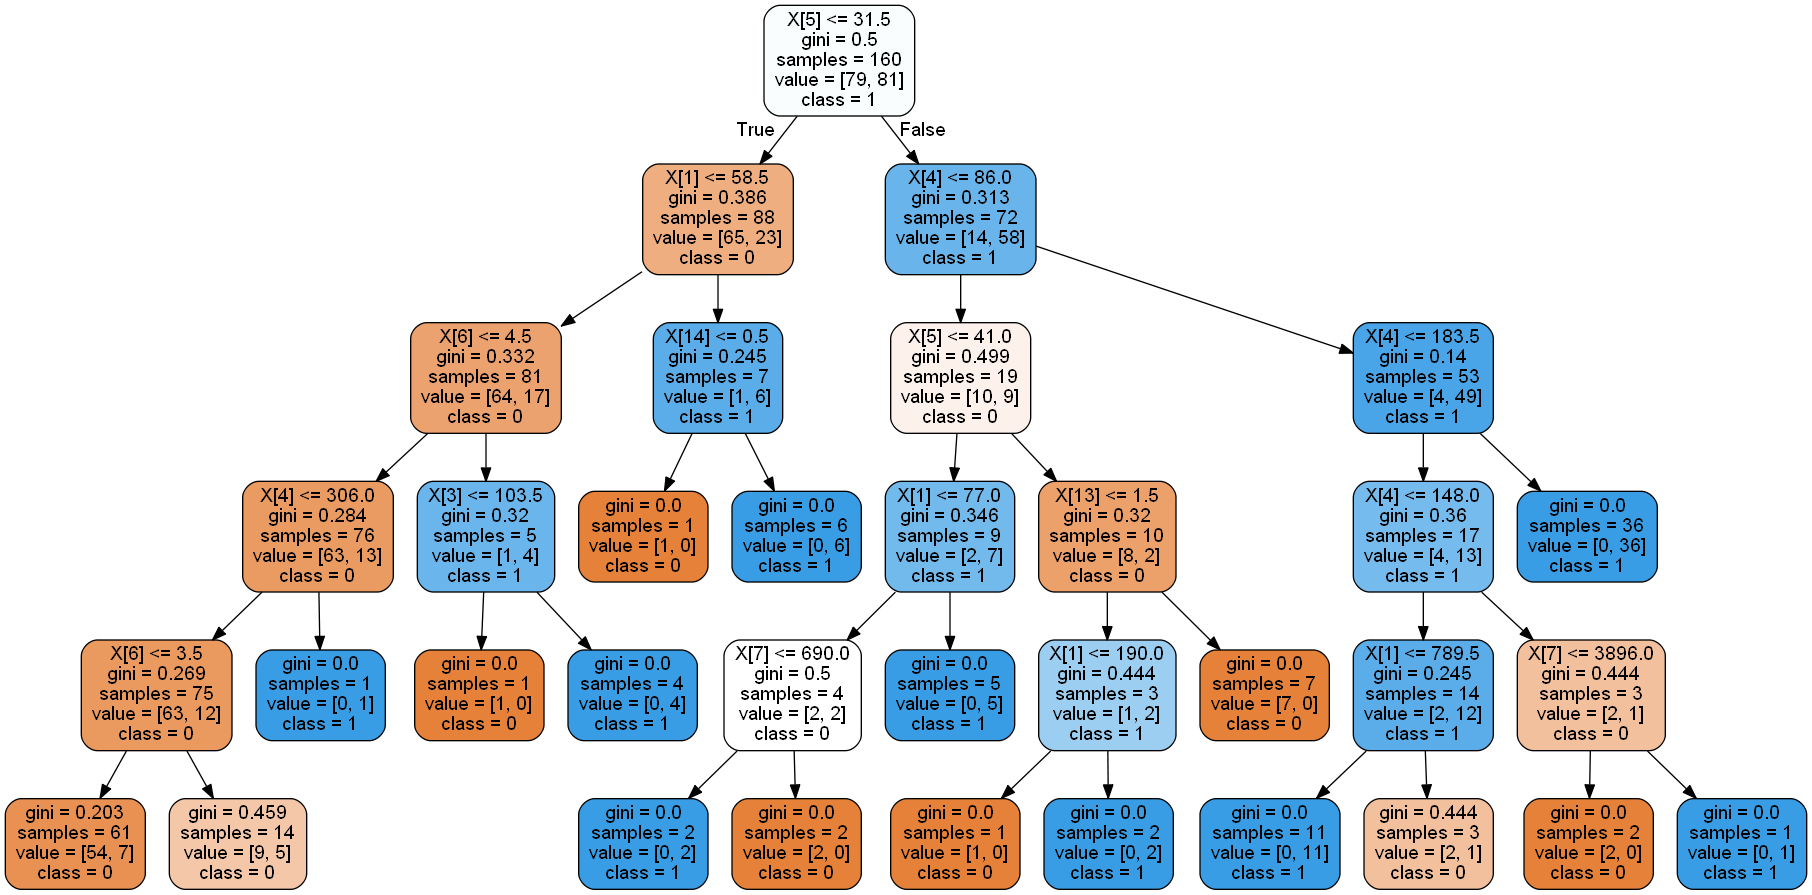 X[5] <= 31.5
gini = 0.5
samples = 160
value = [79, 81]
class = 1
True
False
X[1] <= 58.5
gini = 0.386
samples = 88
value = [65, 23]
class = 0
X[4] <= 86.0
gini = 0.313
samples = 72
value = [14, 58]
class = 1
X[6] <= 4.5
gini = 0.332
samples = 81
value = [64, 17]
class = 0
X[14] <= 0.5
gini = 0.245
samples = 7
value = [1, 6]
class = 1
X[5] <= 41.0
gini = 0.499
samples = 19
value = [10, 9]
class = 0
X[4] <= 183.5
gini = 0.14
samples = 53
value = [4, 49]
class = 1
X[4] <= 306.0
gini = 0.284
samples = 76
value = [63, 13]
class = 0
X[3] <= 103.5
gini = 0.32
samples = 5
value = [1, 4]
class = 1
gini = 0.0
samples = 1
value = [1, 0]
class = 0
gini = 0.0
samples = 6
value = [0, 6]
class = 1
X[1] <= 77.0
gini = 0.346
samples = 9
value = [2, 7]
class = 1
X[13] <= 1.5
gini = 0.32
samples = 10
value = [8, 2]
class = 0
X[4] <= 148.0
gini = 0.36
samples = 17
value = [4, 13]
class = 1
gini = 0.0
samples = 36
value = [0, 36]
class = 1
X[6] <= 3.5
gini = 0.269
samples = 75
value = [63, 12]
class = 0
gini = 0.0
samples = 1
value = [0, 1]
class = 1
gini = 0.0
samples = 1
value = [1, 0]
class = 0
gini = 0.0
samples = 4
value = [0, 4]
class = 1
X[7] <= 690.0
gini = 0.5
samples = 4
value = [2, 2]
class = 0
gini = 0.0
samples = 5
value = [0, 5]
class = 1
X[1] <= 190.0
gini = 0.444
samples = 3
value = [1, 2]
class = 1
gini = 0.0
samples = 7
value = [7, 0]
class = 0
X[1] <= 789.5
gini = 0.245
samples = 14
value = [2, 12]
class = 1
X[7] <= 3896.0
gini = 0.444
samples = 3
value = [2, 1]
class = 0
gini = 0.203
samples = 61
value = [54, 7]
class = 0
gini = 0.459
samples = 14
value = [9, 5]
class = 0
gini = 0.0
samples = 2
value = [0, 2]
class = 1
gini = 0.0
samples = 2
value = [2, 0]
class = 0
gini = 0.0
samples = 1
value = [1, 0]
class = 0
gini = 0.0
samples = 2
value = [0, 2]
class = 1
gini = 0.0
samples = 11
value = [0, 11]
class = 1
gini = 0.444
samples = 3
value = [2, 1]
class = 0
gini = 0.0
samples = 2
value = [2, 0]
class = 0
gini = 0.0
samples = 1
value = [0, 1]
class = 1